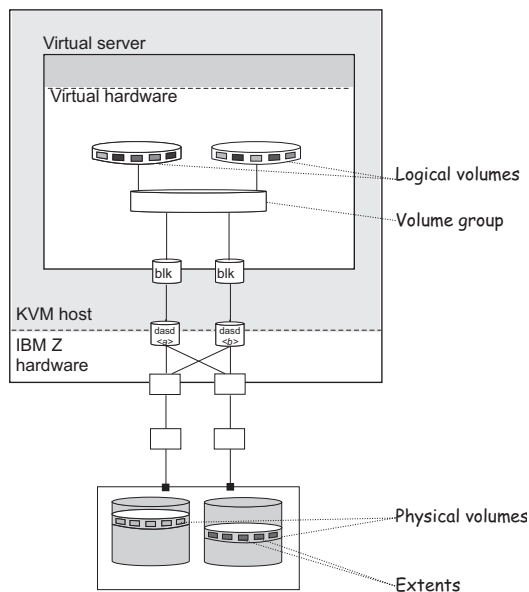 Virtual server
Virtual hardware
Logical volumes
Volume group
blk
blk
KVM host
dasd
<a>
dasd
<b>
IBM Z
hardware
Physical volumes
Extents